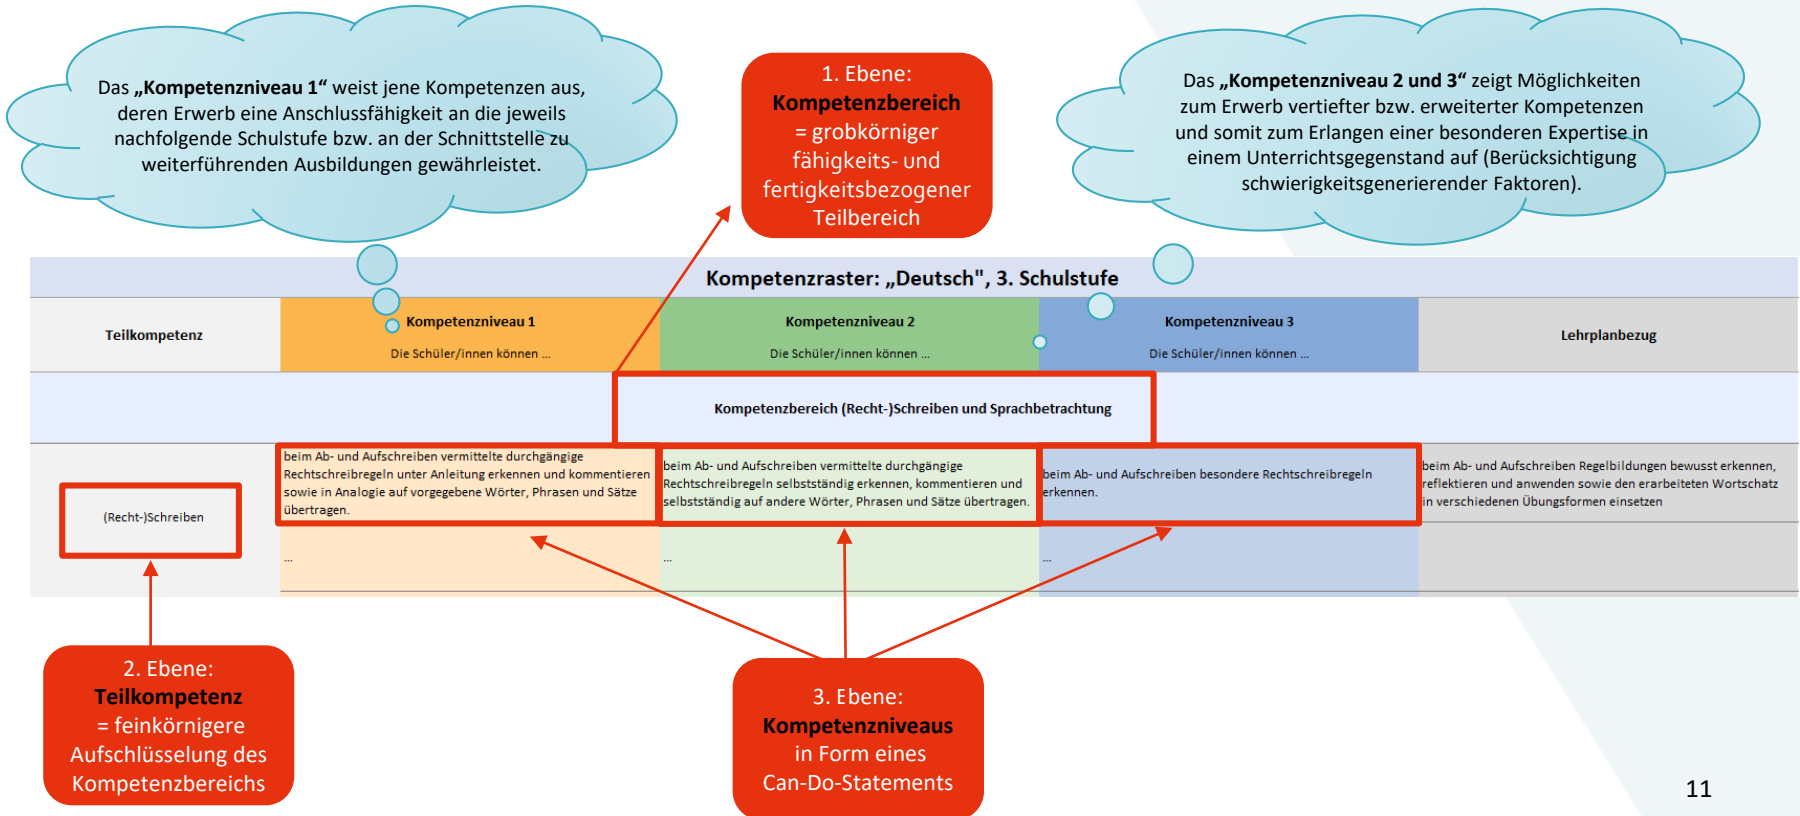 Das „Kompetenzniveau 1“ weist jene Kompetenzen aus,
deren Erwerb eine Anschlussfähigkeit an die jeweils
nachfolgende Schulstufe bzw. an der Schnittstelle zu
weiterführenden Ausbildungen gewährleistet.
1. Ebene:
Kompetenzbereich
= grobkörniger
fähigkeits- und
fertigkeitsbezogener
Teilbereich
Das „Kompetenzniveau 2 und 3“ zeigt Möglichkeiten
zum Erwerb vertiefter bzw. erweiterter Kompetenzen
und somit zum Erlangen einer besonderen Expertise in
einem Unterrichtsgegenstand auf (Berücksichtigung
schwierigkeitsgenerierender Faktoren).
Kompetenzraster: „Deutsch", 3. Schulstufe
Teilkompetenz
Kompetenzniveau 1
Die Schüler/innen können ...
Kompetenzniveau 2
Die Schüler/innen können ...
Kompetenzniveau 3
Die Schüler/innen können ...
Lehrplanbezug
Kompetenzbereich (Recht-)Schreiben und Sprachbetrachtung
(Recht-)Schreiben
beim Ab- und Aufschreiben vermittelte durchgängige
Rechtschreibregeln unter Anleitung erkennen und kommentieren
sowie in Analogie auf vorgegebene Wörter, Phrasen und Sätze
übertragen.
beim Ab- und Aufschreiben vermittelte durchgängige
Rechtschreibregeln selbstständig erkennen, kommentieren und
selbstständig auf andere Wörter, Phrasen und Sätze übertragen.
beim Ab- und Aufschreiben besondere Rechtschreibregeln
erkennen.
beim Ab- und Aufschreiben Regelbildungen bewusst erkennen,
reflektieren und anwenden sowie den erarbeiteten Wortschatz
in verschiedenen Übungsformen einsetzen
...
...
...
2. Ebene:
Teilkompetenz
= feinkörnigere
Aufschlüsselung des
Kompetenzbereichs
3. Ebene:
Kompetenzniveaus
in Form eines
Can-Do-Statements
11